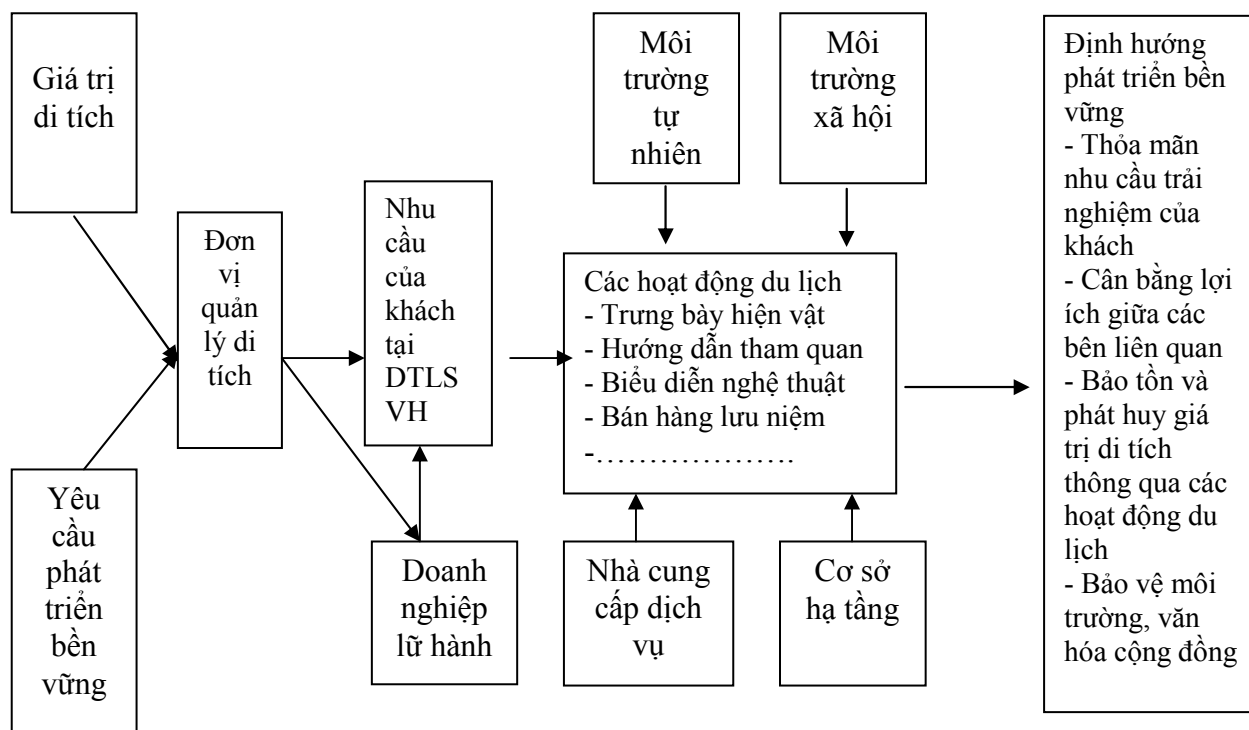 Giá trị
di tích
Yêu
cầu
phát
triển
bền
vững
Đơn
vị
quản
lý di
tích
Nhu
cầu
của
khách
tại
DTLS
VH
Doanh
nghiệp
lữ hành
Môi
trường
tự
nhiên
Môi
trường
xã hội
Các hoạt động du lịch
- Trưng bày hiện vật
- Hướng dẫn tham quan
- Biểu diễn nghệ thuật
- Bán hàng lưu niệm
-………………..
Nhà cung
cấp dịch
vụ
Cơ sở
hạ tầng
Định hướng
phát triển bền
vững
- Thỏa mãn
nhu cầu trải
nghiệm của
khách
- Cân bằng lợi
ích giữa các
bên liên quan
- Bảo tồn và
phát huy giá
trị di tích
thông qua các
hoạt động du
lịch
- Bảo vệ môi
trường, văn
hóa cộng đồng